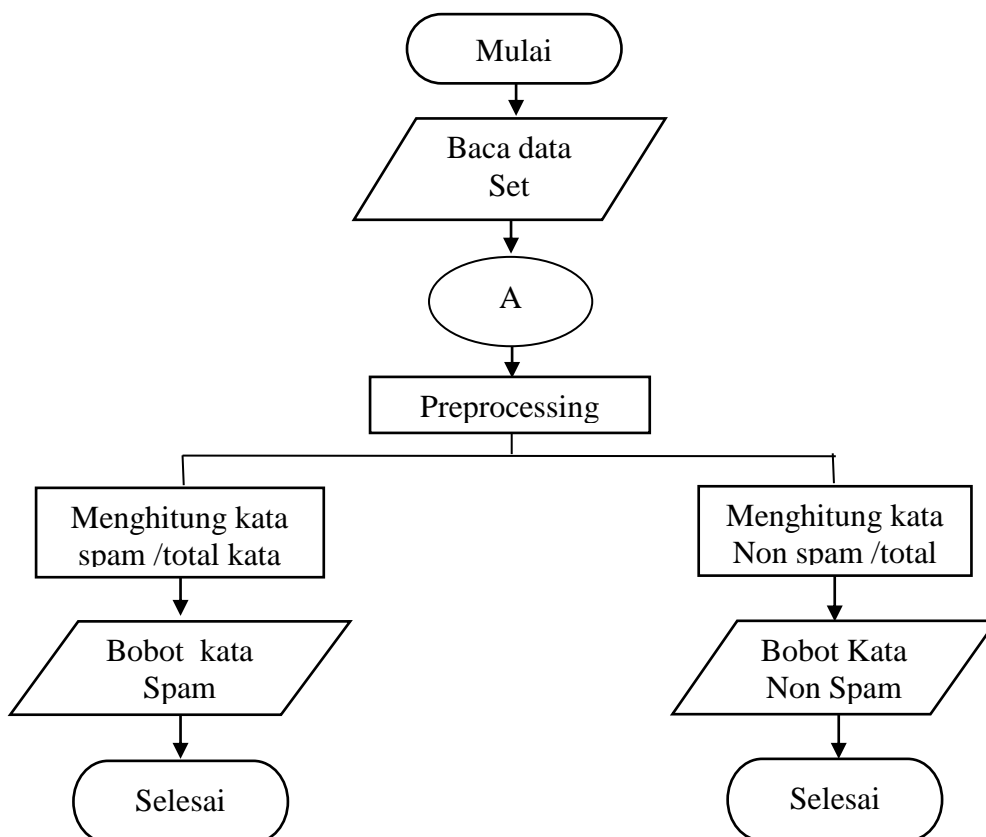 Mulai
Baca data
Set
A
Preprocessing
Menghitung kata
spam /total kata
Menghitung kata
Non spam /total
Bobot kata
Spam
Bobot Kata
Non Spam
Selesai
Selesai